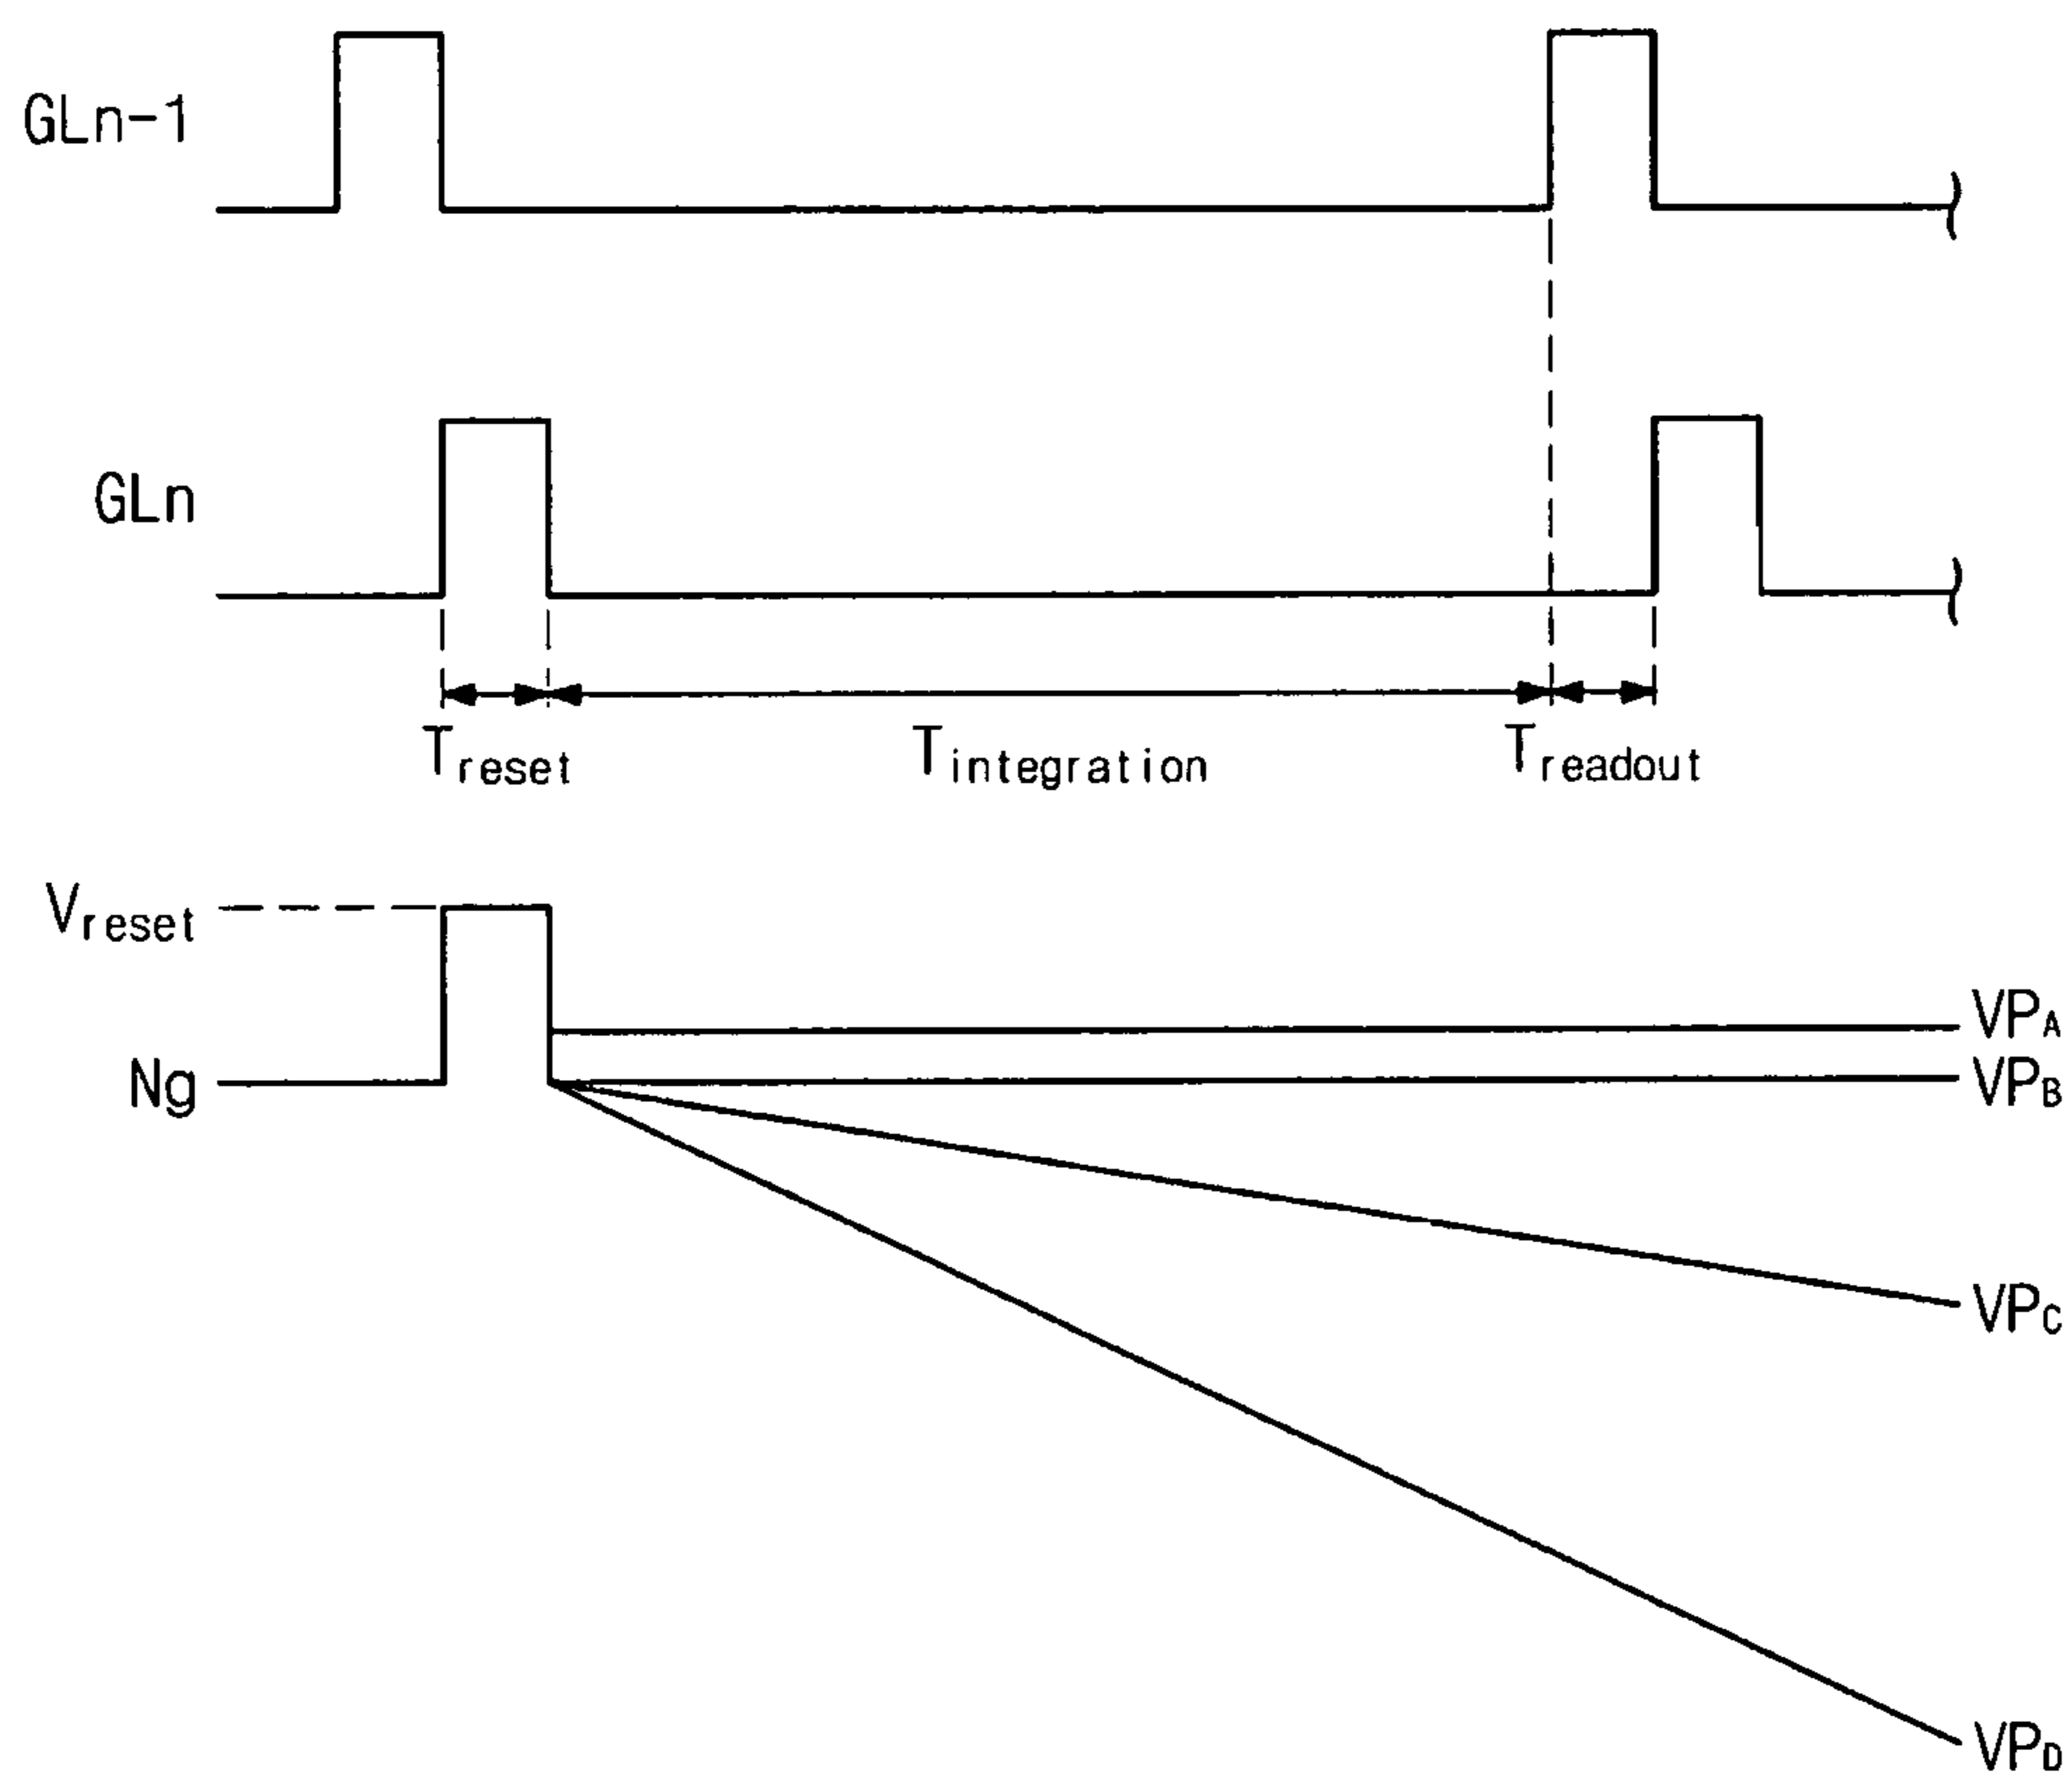 GLn-1
GLn
Treset Tintegration Treadout
Vreset
VPA
Ng
VPB
VPC
VPD